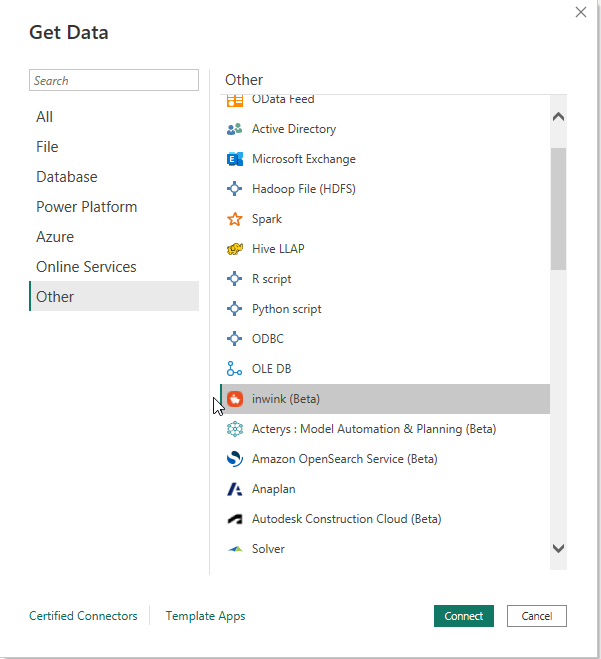 Get Data
Search
All
File
Database
Power Platform
Azure
Online Services
Other
Other
OData Feed
Active Directory
Microsoft Exchange
Hadoop File (HDFS)
Spark
Hive LLAP
R script
Python script
ODBC
OLE DB
inwink (Beta)
Acterys : Model Automation & Planning (Beta)
Amazon OpenSearch Service (Beta)
Anaplan
Autodesk Construction Cloud (Beta)
Solver
Certified Connectors
Template Apps
Connect
Cancel